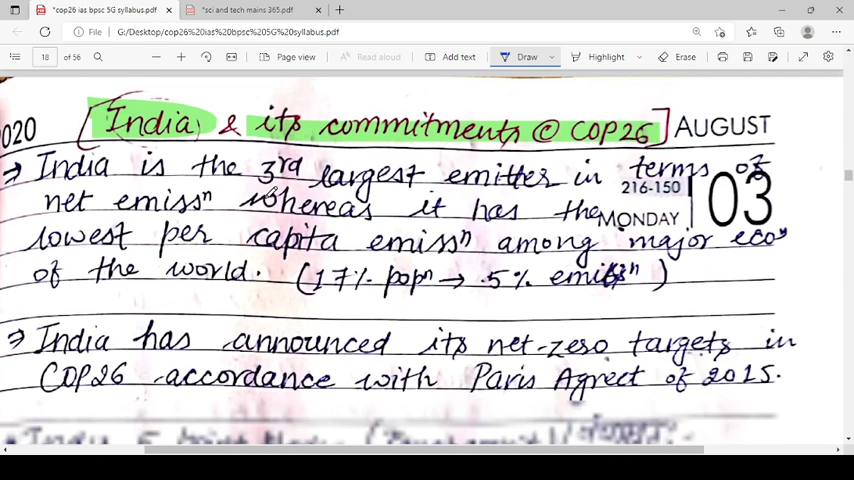 *cop26 ias bpsc 5G syllabus.pdf
*sci and tech mains 365.pdf
File
G:/Desktop/cop26%20ias%20bpsc%205G%20syllabus.pdf
18 of 56
Page view
Read aloud
Add text
Draw
Highlight
Erase
020
[India & its commitments @ COP26]
AUGUST
→ India is the 3rd largest emitter in terms of
216-150
03
net emissⁿ whereas it has the
MONDAY
lowest per capita emissⁿ among major ecoʸ
of the world. (17% popⁿ → 5% emissⁿ)
→ India has announced its net-zero targets in
COP26 accordance with Paris Agreet of 2015.